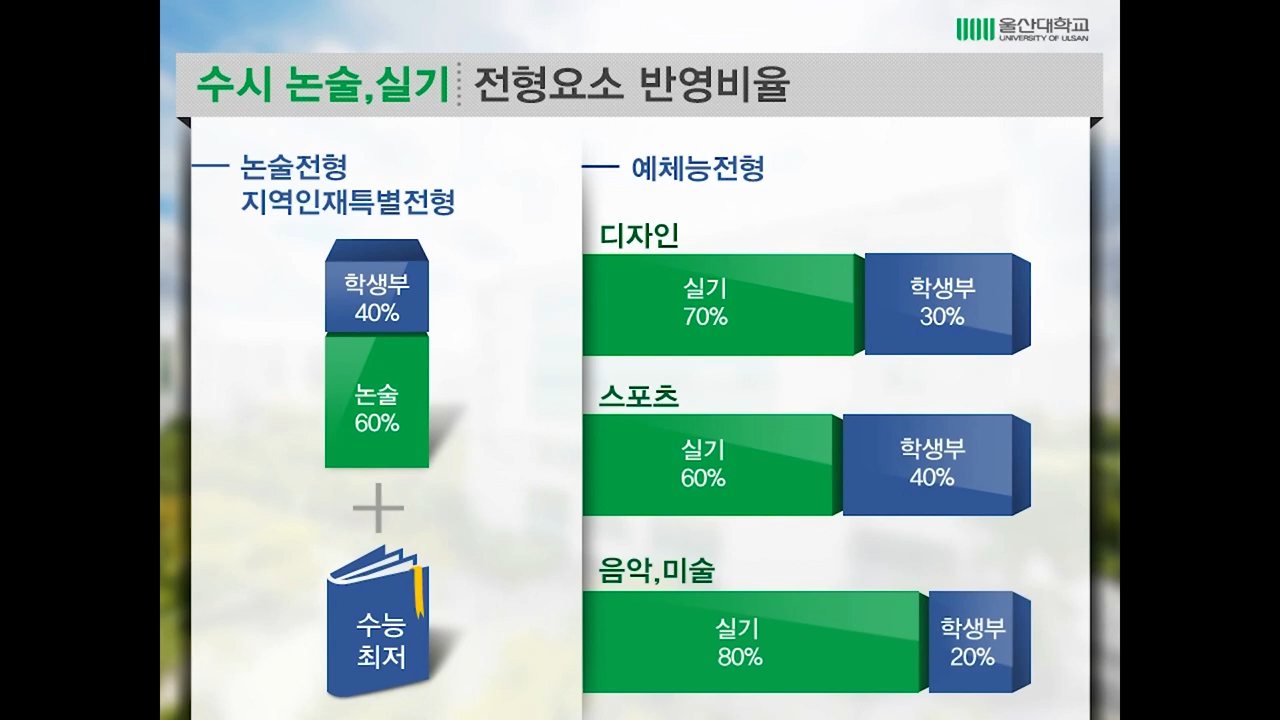 울산대학교
UNIVERSITY OF ULSAN
수시 논술,실기 전형요소 반영비율
논술전형
지역인재특별전형
학생부
40%
논술
60%
수능
최저
예체능전형
디자인
실기
70%
학생부
30%
스포츠
실기
60%
학생부
40%
음악,미술
실기
80%
학생부
20%